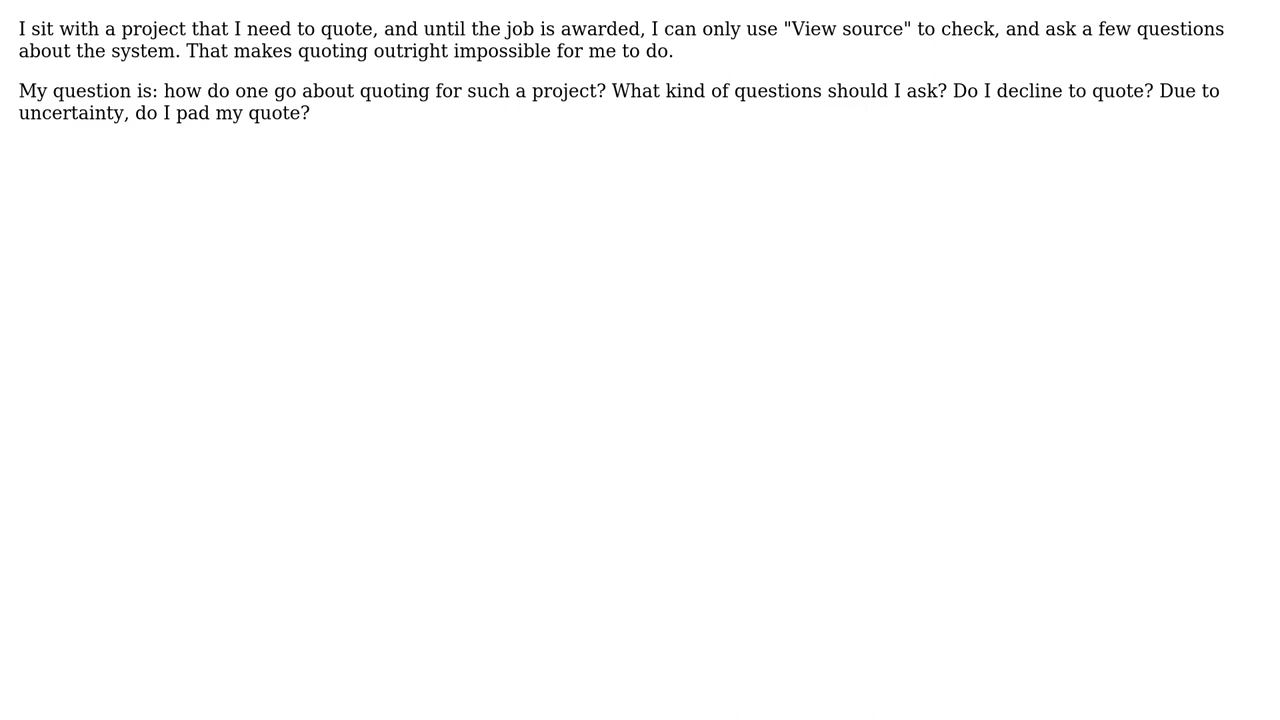 I sit with a project that I need to quote, and until the job is awarded, I can only use "View source" to check, and ask a few questions
about the system. That makes quoting outright impossible for me to do.
My question is: how do one go about quoting for such a project? What kind of questions should I ask? Do I decline to quote? Due to
uncertainty, do I pad my quote?